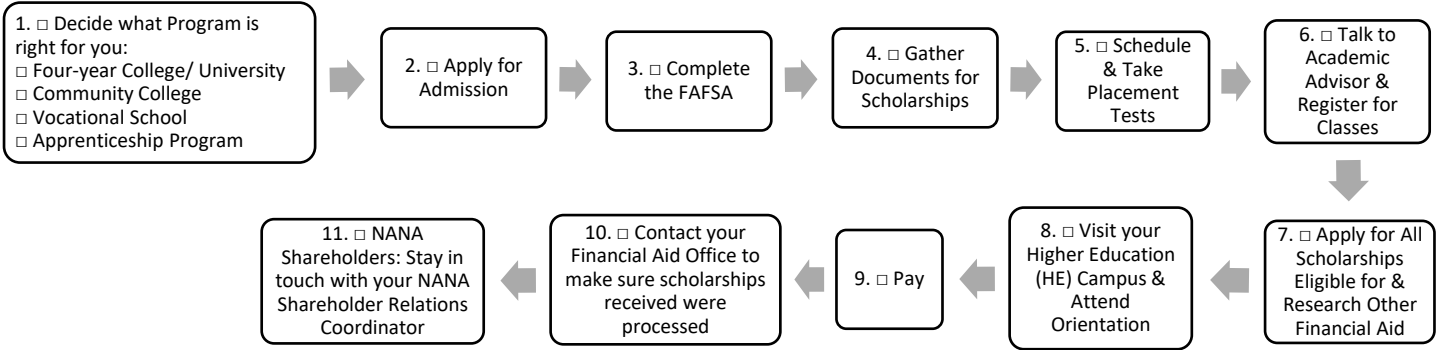 1. □ Decide what Program is
right for you:
□ Four-year College/ University
□ Community College
□ Vocational School
□ Apprenticeship Program
2. □ Apply for
Admission
3. □ Complete
the FAFSA
4. □ Gather
Documents for
Scholarships
5. □ Schedule
& Take
Placement
Tests
6. □ Talk to
Academic
Advisor &
Register for
Classes
7. □ Apply for All
Scholarships
Eligible for &
Research Other
Financial Aid
8. □ Visit your
Higher Education
(HE) Campus &
Attend
Orientation
9. □ Pay
10. □ Contact your
Financial Aid Office to
make sure scholarships
received were
processed
11. □ NANA
Shareholders: Stay in
touch with your NANA
Shareholder Relations
Coordinator